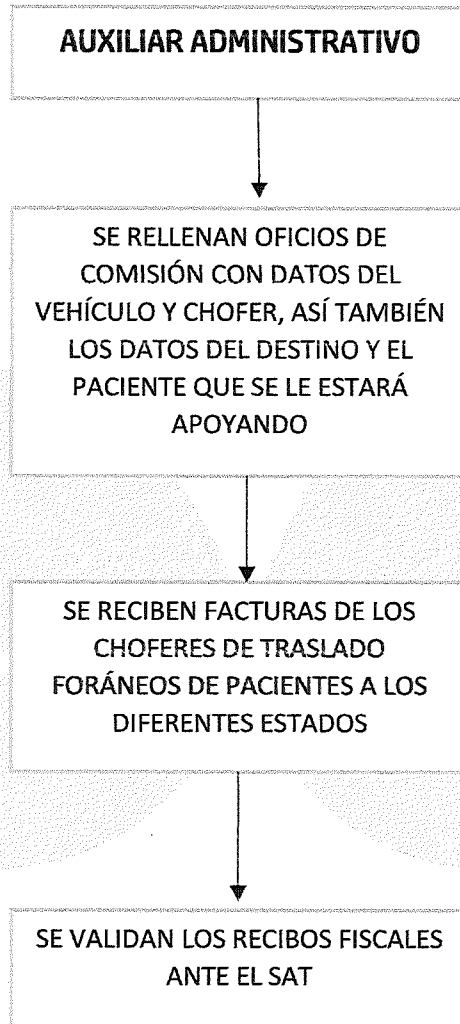 AUXILIAR ADMINISTRATIVO
SE RELLENAN OFICIOS DE
COMISIÓN CON DATOS DEL
VEHÍCULO Y CHOFER, ASÍ TAMBIÉN
LOS DATOS DEL DESTINO Y EL
PACIENTE QUE SE LE ESTARÁ
APOYANDO
SE RECIBEN FACTURAS DE LOS
CHOFERES DE TRASLADO
FORÁNEOS DE PACIENTES A LOS
DIFERENTES ESTADOS
SE VALIDAN LOS RECIBOS FISCALES
ANTE EL SAT